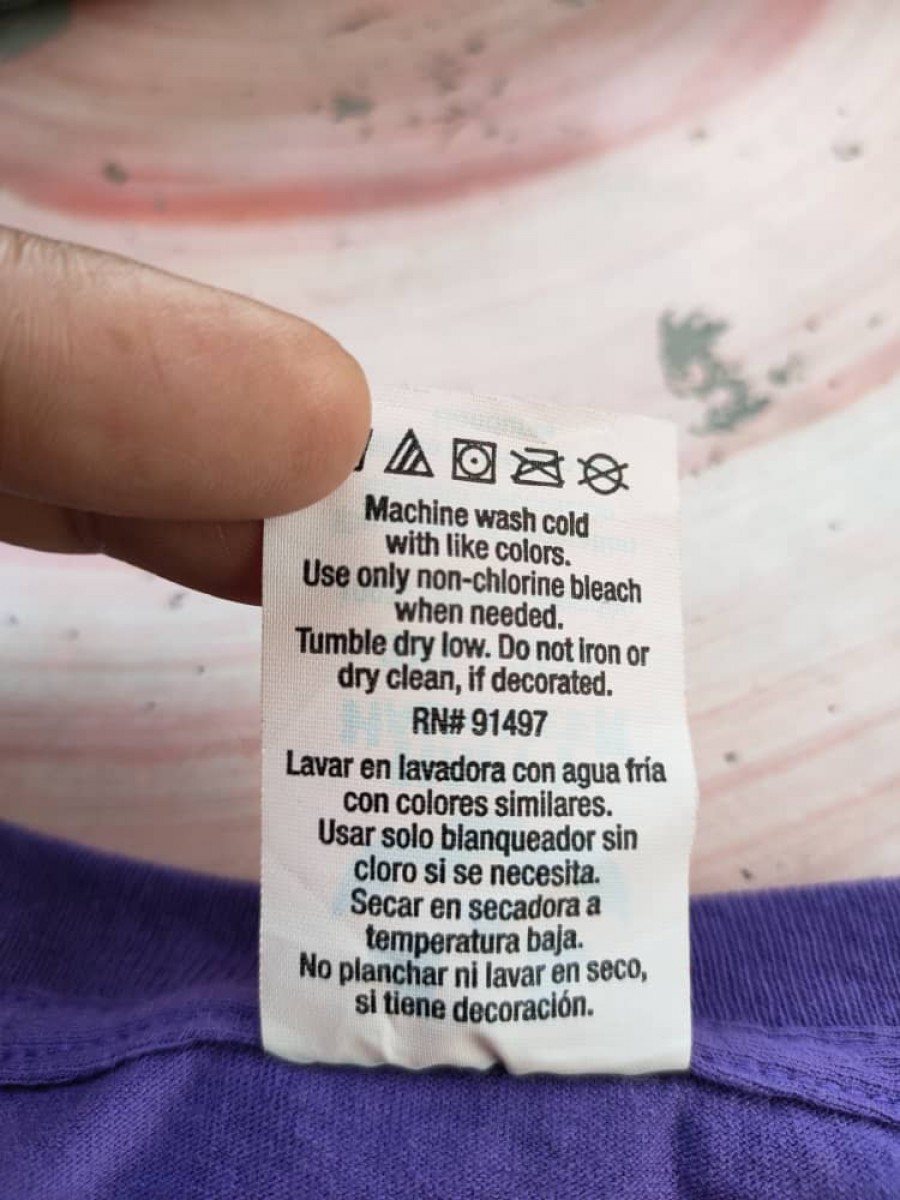 Machine wash cold
with like colors.
Use only non-chlorine bleach
when needed.
Tumble dry low. Do not iron or
dry clean, if decorated.
RN# 91497
Lavar en lavadora con agua fría
con colores similares.
Usar solo blanqueador sin
cloro si se necesita.
Secar en secadora a
temperatura baja.
No planchar ni lavar en seco,
si tiene decoración.